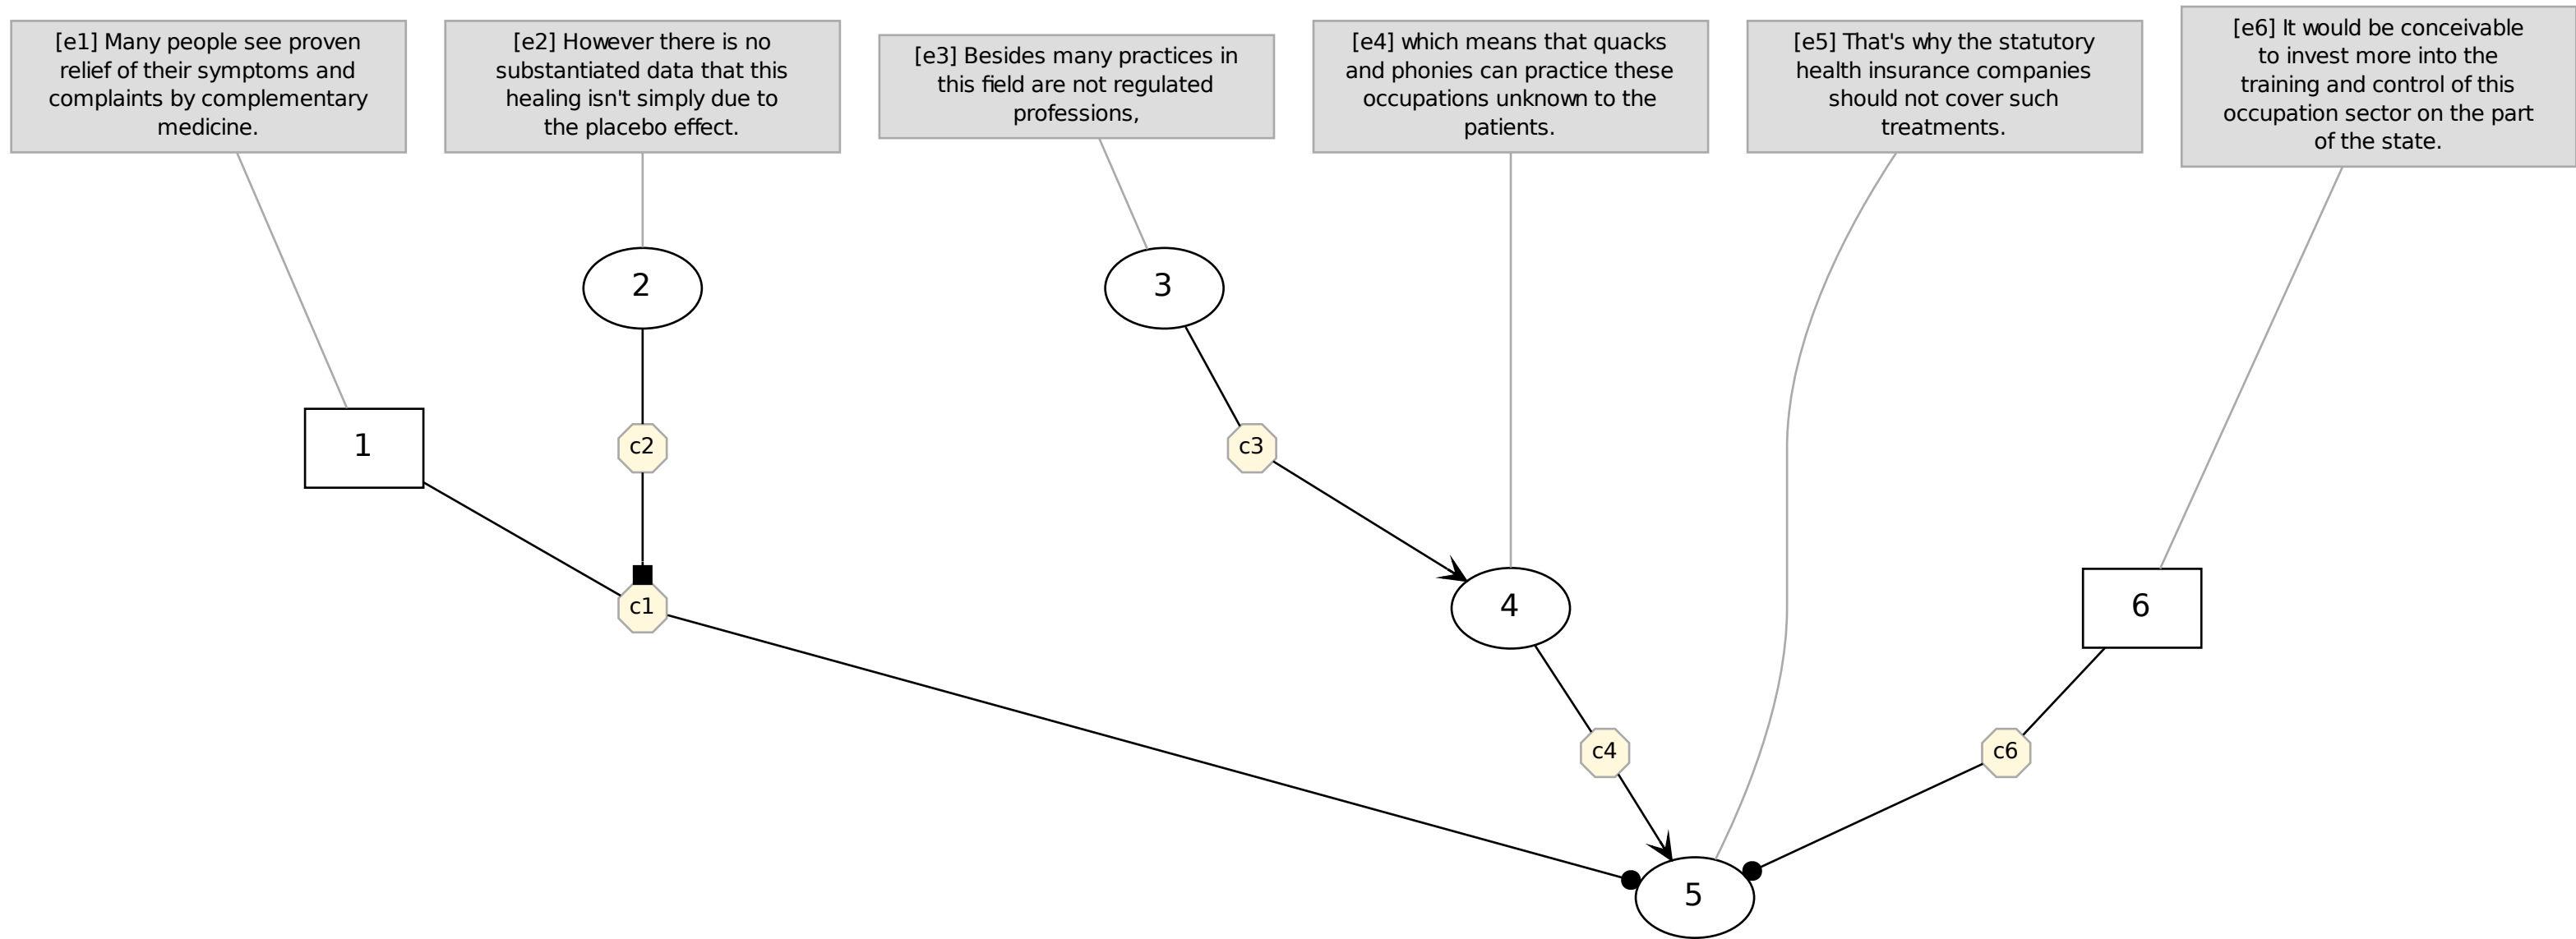 [e1] Many people see proven
relief of their symptoms and
complaints by complementary
medicine.
[e2] However there is no
substantiated data that this
healing isn't simply due to
the placebo effect.
[e3] Besides many practices in
this field are not regulated
professions,
[e4] which means that quacks
and phonies can practice these
occupations unknown to the
patients.
[e5] That's why the statutory
health insurance companies
should not cover such
treatments.
[e6] It would be conceivable
to invest more into the
training and control of this
occupation sector on the part
of the state.
2
3
1
c2
c3
c1
4
6
c4
c6
5